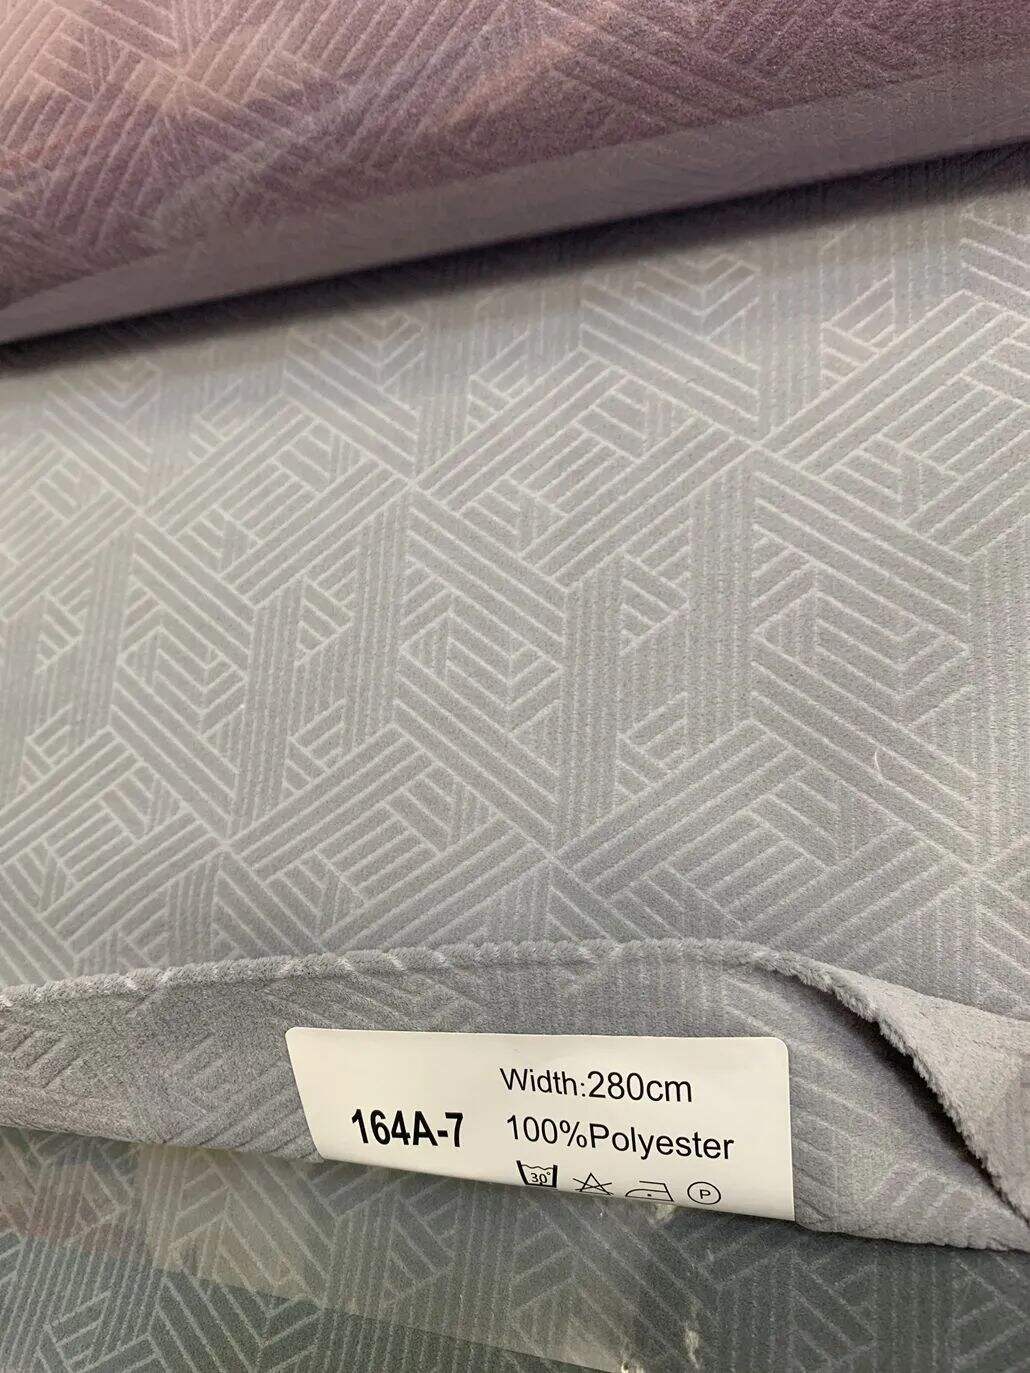 Width:280cm
164A-7 100%Polyester
30° P